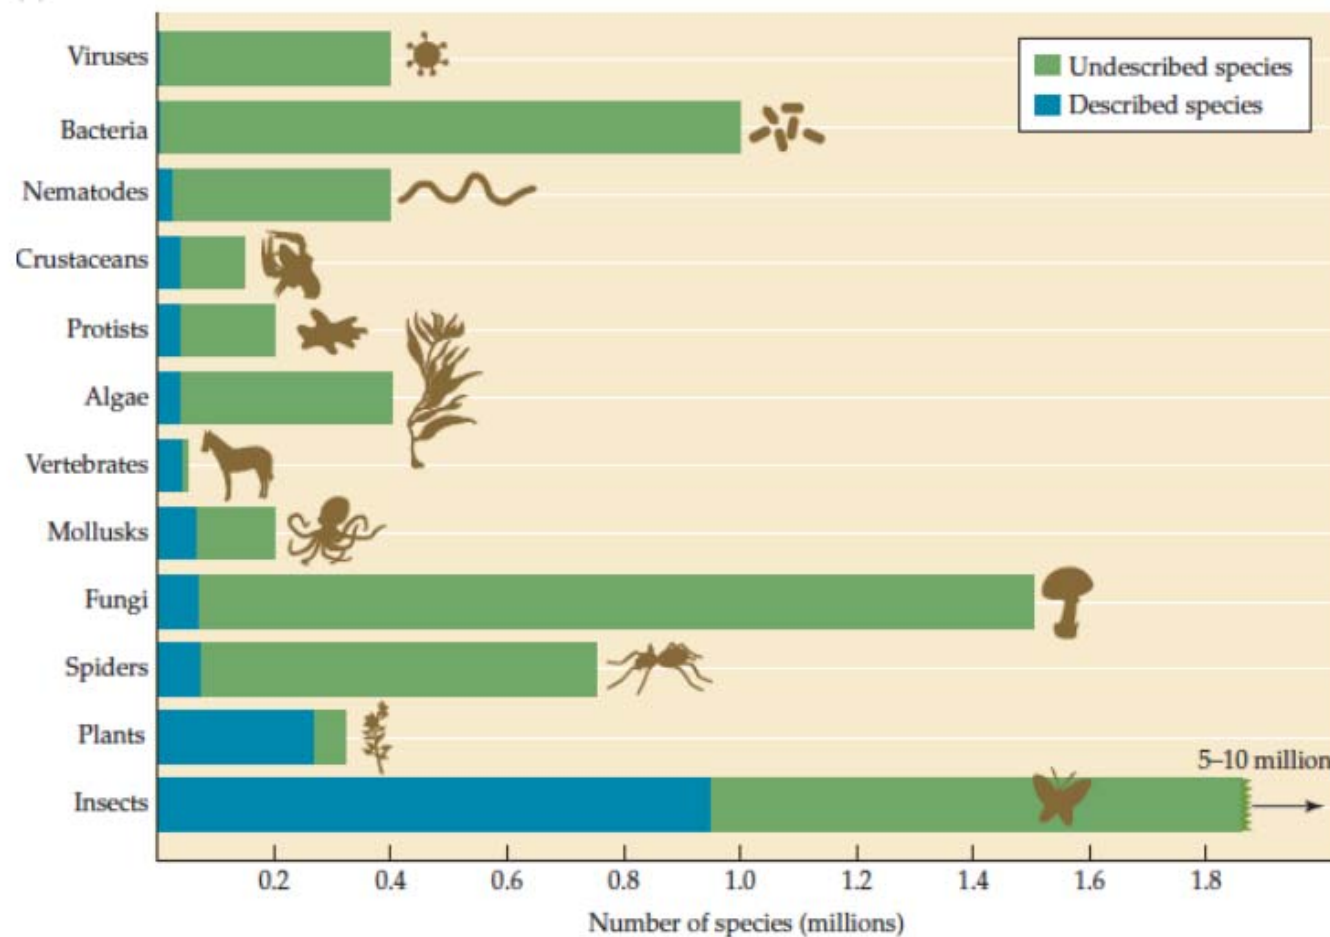 Viruses
Bacteria
Nematodes
Crustaceans
Protists
Algae
Vertebrates
Mollusks
Fungi
Spiders
Plants
Insects
Undescribed species
Described species
5–10 million
0.2 0.4 0.6 0.8 1.0 1.2 1.4 1.6 1.8
Number of species (millions)